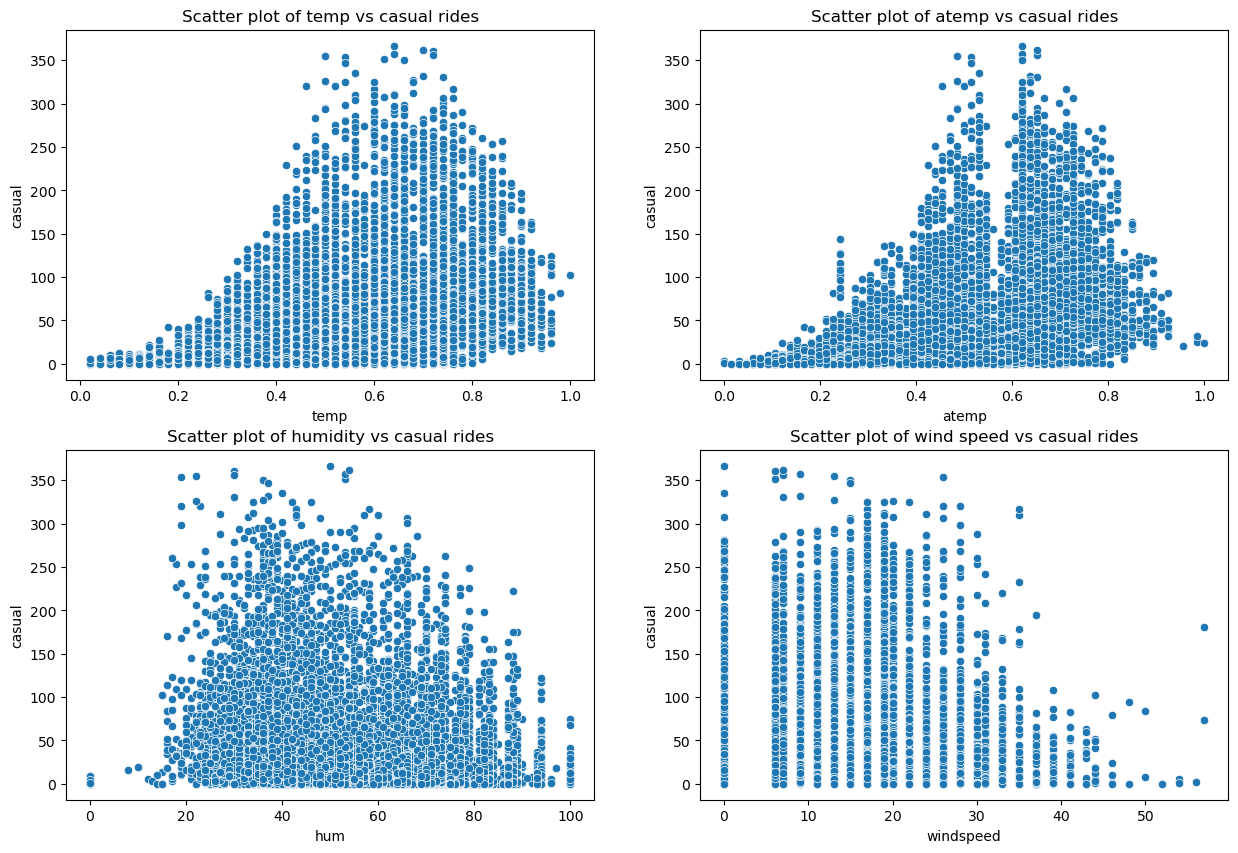 Scatter plot of temp vs casual rides
350
300
250
200
150
100
50
0
casual
0.0 0.2 0.4 0.6 0.8 1.0
temp
Scatter plot of atemp vs casual rides
350
300
250
200
150
100
50
0
casual
0.0 0.2 0.4 0.6 0.8 1.0
atemp
Scatter plot of humidity vs casual rides
350
300
250
200
150
100
50
0
casual
0 20 40 60 80 100
hum
Scatter plot of wind speed vs casual rides
350
300
250
200
150
100
50
0
casual
0 10 20 30 40 50
windspeed